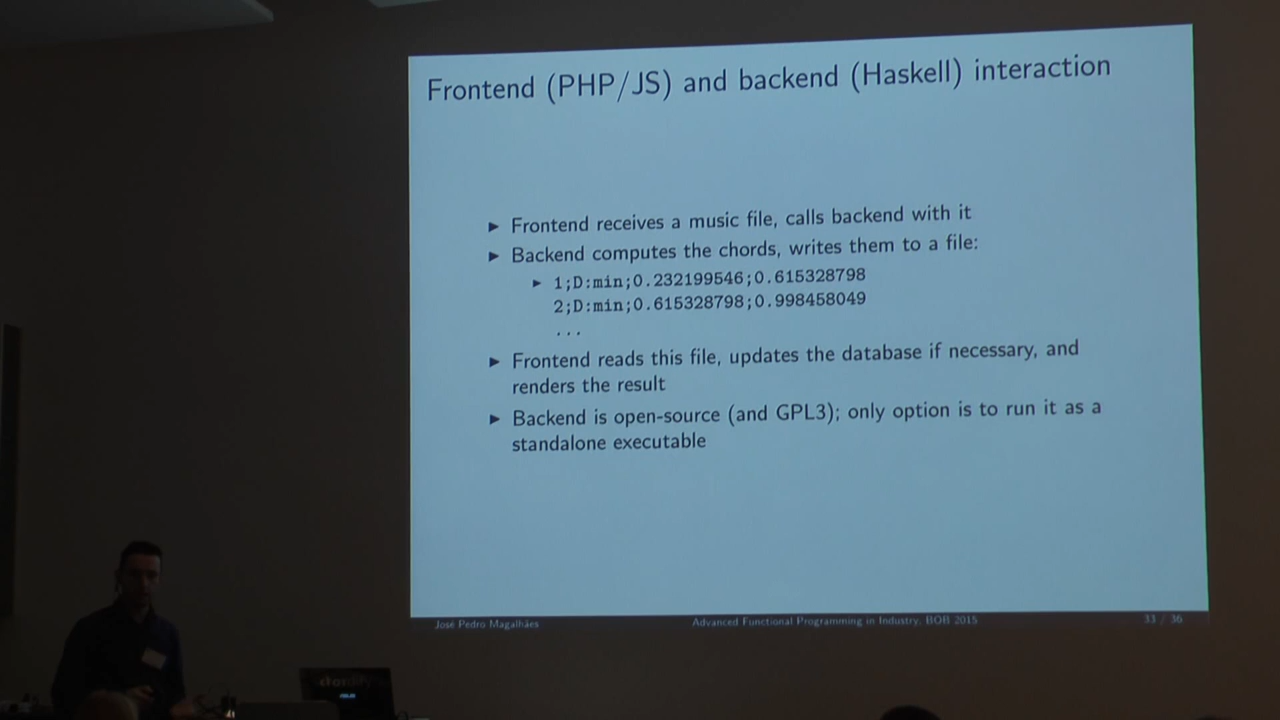 Frontend (PHP/JS) and backend (Haskell) interaction
► Frontend receives a music file, calls backend with it
► Backend computes the chords, writes them to a file:
► 1;D:min;0.232199546;0.615328798
2;D:min;0.615328798;0.998458049
...
► Frontend reads this file, updates the database if necessary, and
renders the result
► Backend is open-source (and GPL3); only option is to run it as a
standalone executable
José Pedro Magalhães
Advanced Functional Programming in Industry, BOB 2015
33 / 36